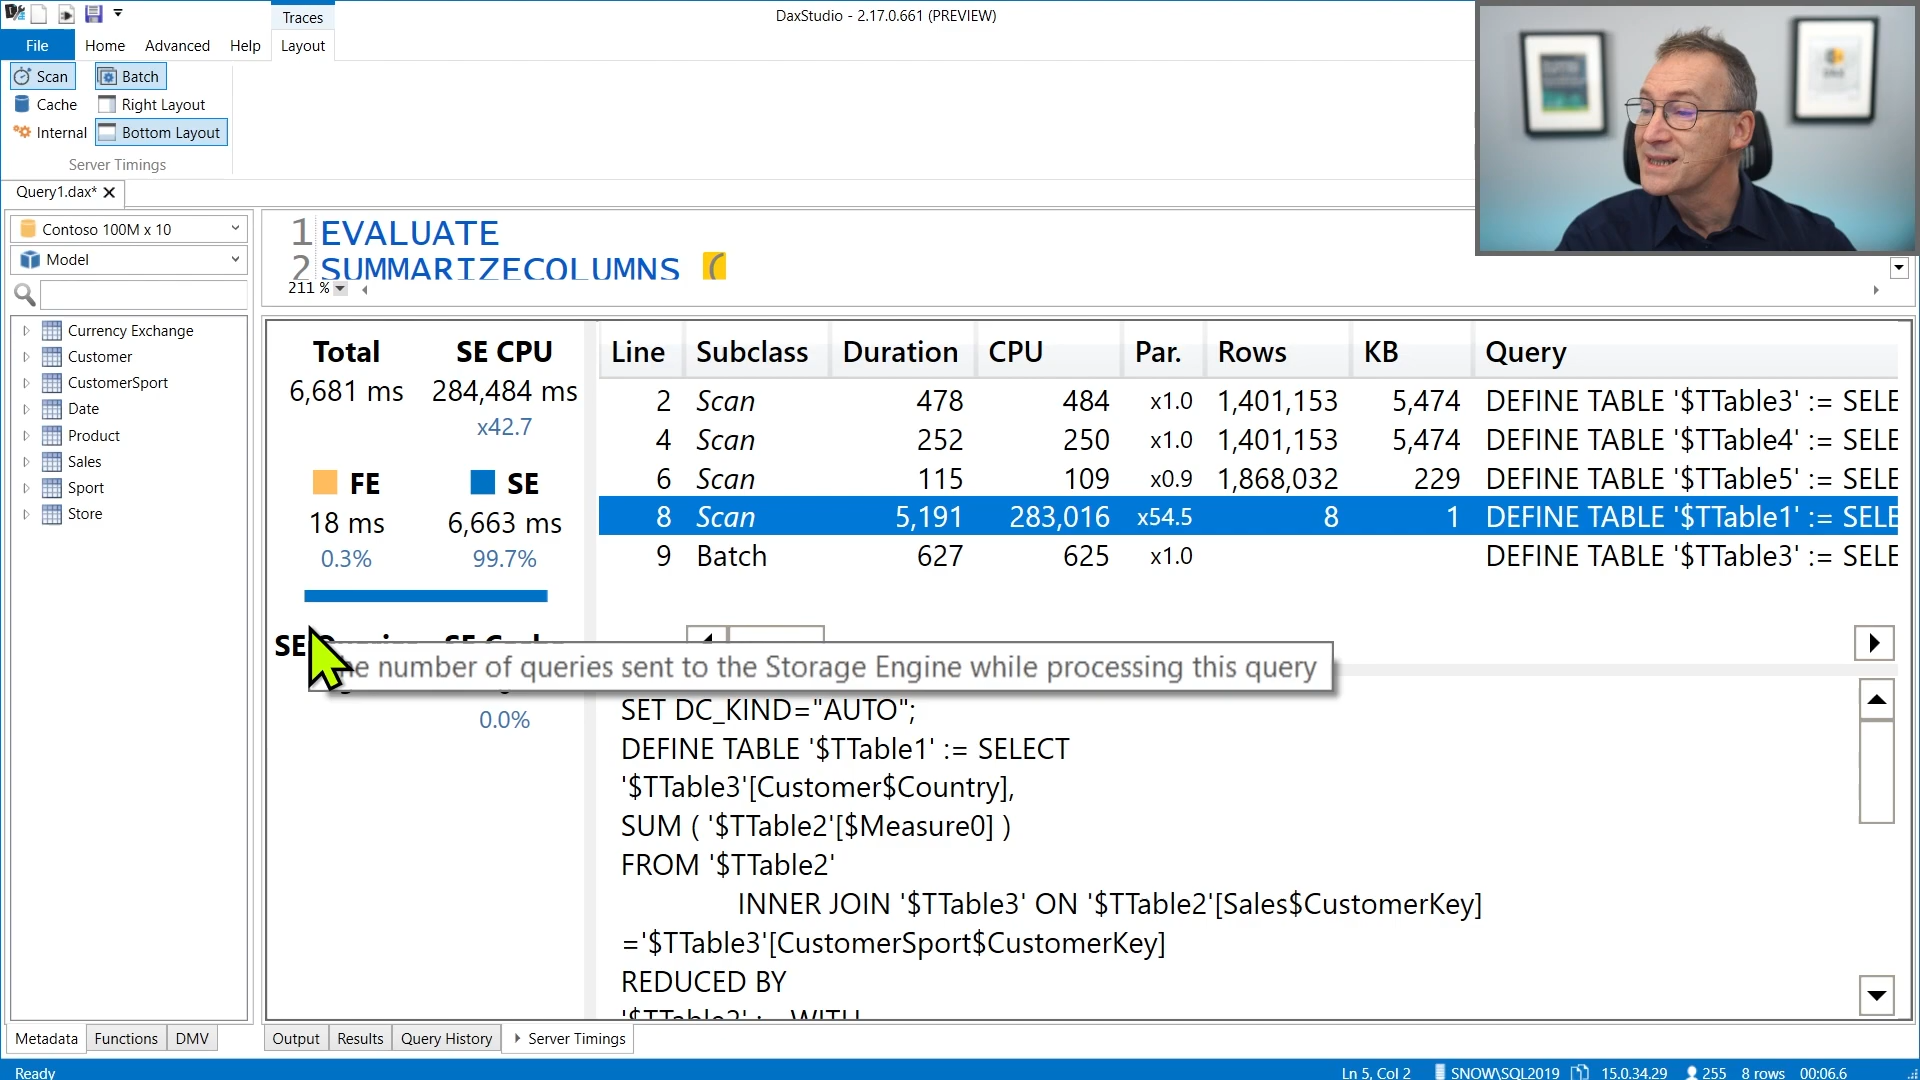 Traces
DaxStudio - 2.17.0.661 (PREVIEW)
File Home Advanced Help Layout
Scan Batch
Cache Right Layout
Internal Bottom Layout
Server Timings
Query1.dax*
Contoso 100M x 10
Model
Currency Exchange
Customer
CustomerSport
Date
Product
Sales
Sport
Store
Metadata Functions DMV
1 EVALUATE
2 SUMMARIZECOLUMNS (
211 %
Total SE CPU
6,681 ms 284,484 ms
x42.7
FE SE
18 ms 6,663 ms
0.3% 99.7%
SE
0.0%
Line Subclass Duration CPU Par. Rows KB Query
2 Scan 478 484 x1.0 1,401,153 5,474 DEFINE TABLE '$TTable3' := SELE
4 Scan 252 250 x1.0 1,401,153 5,474 DEFINE TABLE '$TTable4' := SELE
6 Scan 115 109 x0.9 1,868,032 229 DEFINE TABLE '$TTable5' := SELE
8 Scan 5,191 283,016 x54.5 8 1 DEFINE TABLE '$TTable1' := SELE
9 Batch 627 625 x1.0 DEFINE TABLE '$TTable3' := SELE
he number of queries sent to the Storage Engine while processing this query
SET DC_KIND="AUTO";
DEFINE TABLE '$TTable1' := SELECT
'$TTable3'[Customer$Country],
SUM ( '$TTable2'[$Measure0] )
FROM '$TTable2'
INNER JOIN '$TTable3' ON '$TTable2'[Sales$CustomerKey]
='$TTable3'[CustomerSport$CustomerKey]
REDUCED BY
'$TTable2' := WITH
Output Results Query History Server Timings
Ready Ln 5, Col 2 SNOW\SQL2019 15.0.34.29 255 8 rows 00:06.6